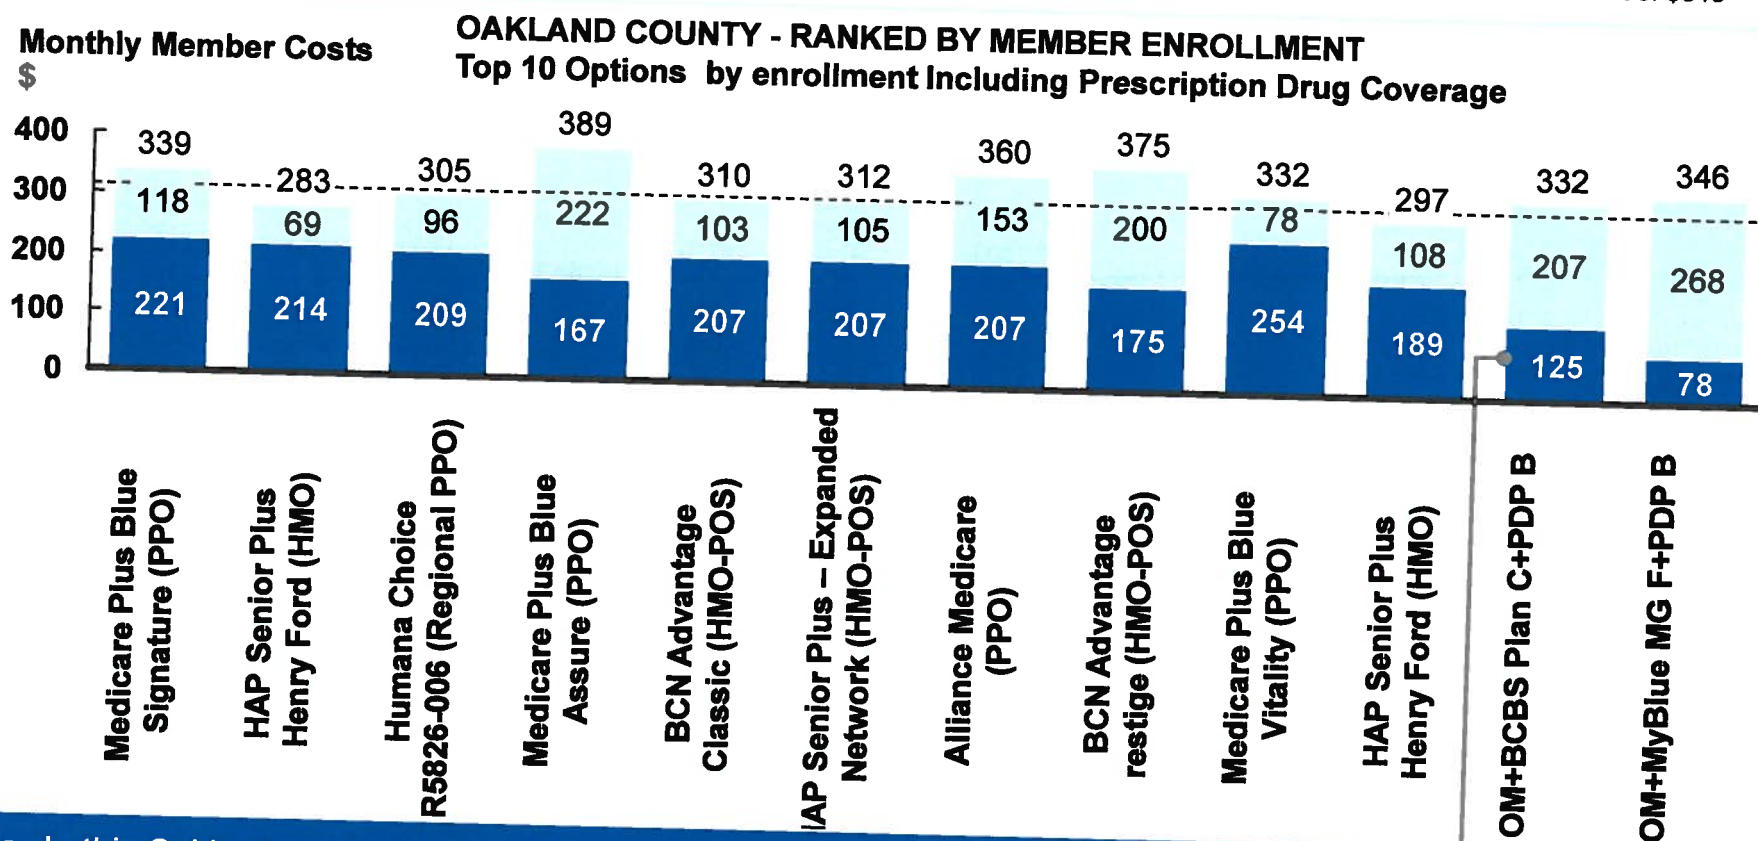 Monthly Member Costs
$
OAKLAND COUNTY - RANKED BY MEMBER ENROLLMENT
Top 10 Options by enrollment Including Prescription Drug Coverage
400
300
200
100
0
339
118
221
283
69
214
305
96
209
389
222
167
310
103
207
312
105
207
360
153
207
375
200
175
332
78
254
297
108
189
332
207
125
346
268
78
Medicare Plus Blue
Signature (PPO)
HAP Senior Plus
Henry Ford (HMO)
Humana Choice
R5826-006 (Regional PPO)
Medicare Plus Blue
Assure (PPO)
BCN Advantage
Classic (HMO-POS)
AP Senior Plus – Expanded
Network (HMO-POS)
Alliance Medicare
(PPO)
BCN Advantage
restige (HMO-POS)
Medicare Plus Blue
Vitality (PPO)
HAP Senior Plus
Henry Ford (HMO)
OM+BCBS Plan C+PDP B
OM+MyBlue MG F+PDP B